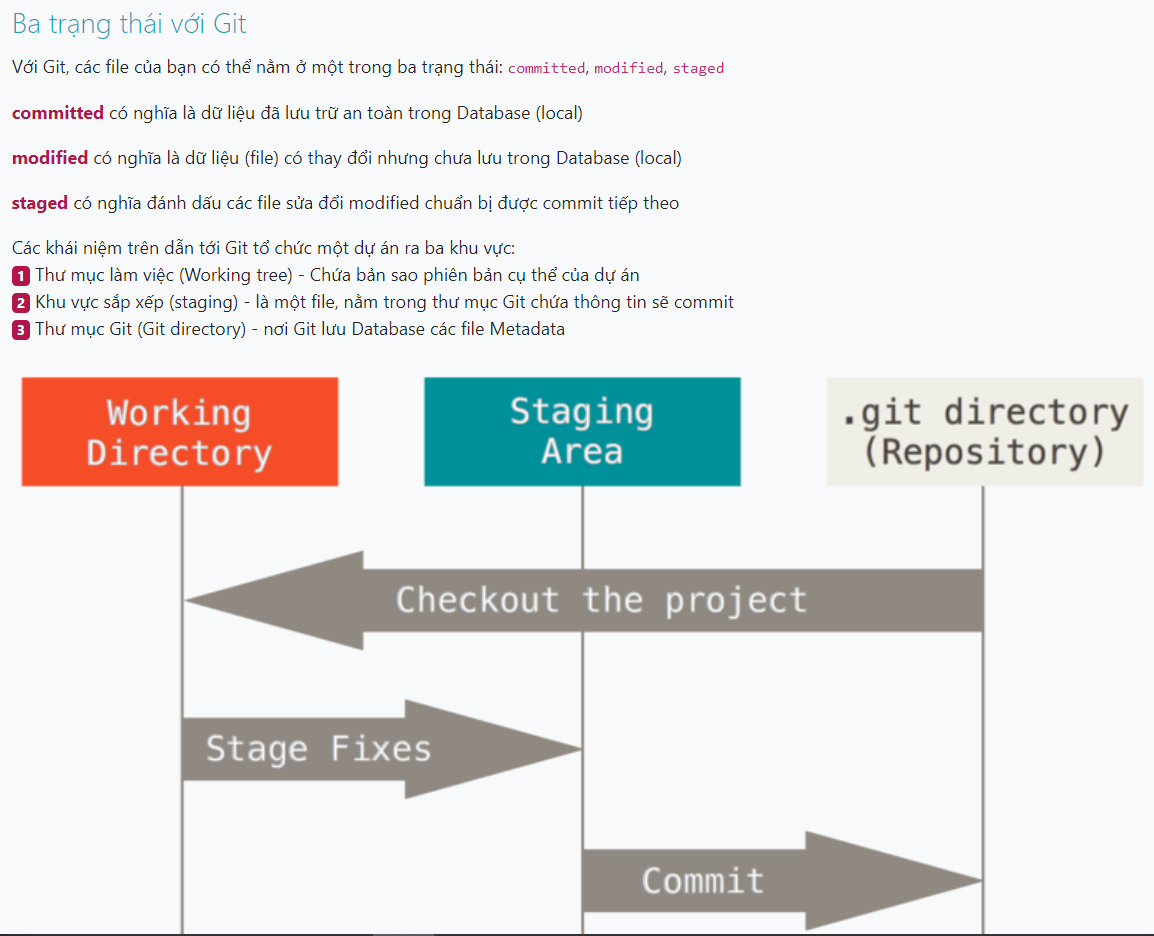 Ba trạng thái với Git
Với Git, các file của bạn có thể nằm ở một trong ba trạng thái: committed, modified, staged
committed có nghĩa là dữ liệu đã lưu trữ an toàn trong Database (local)
modified có nghĩa là dữ liệu (file) có thay đổi nhưng chưa lưu trong Database (local)
staged có nghĩa đánh dấu các file sửa đổi modified chuẩn bị được commit tiếp theo
Các khái niệm trên dẫn tới Git tổ chức một dự án ra ba khu vực:
1 Thư mục làm việc (Working tree) - Chứa bản sao phiên bản cụ thể của dự án
2 Khu vực sắp xếp (staging) - là một file, nằm trong thư mục Git chứa thông tin sẽ commit
3 Thư mục Git (Git directory) - nơi Git lưu Database các file Metadata
Working
Directory
Staging
Area
.git directory
(Repository)
Checkout the project
Stage Fixes
Commit